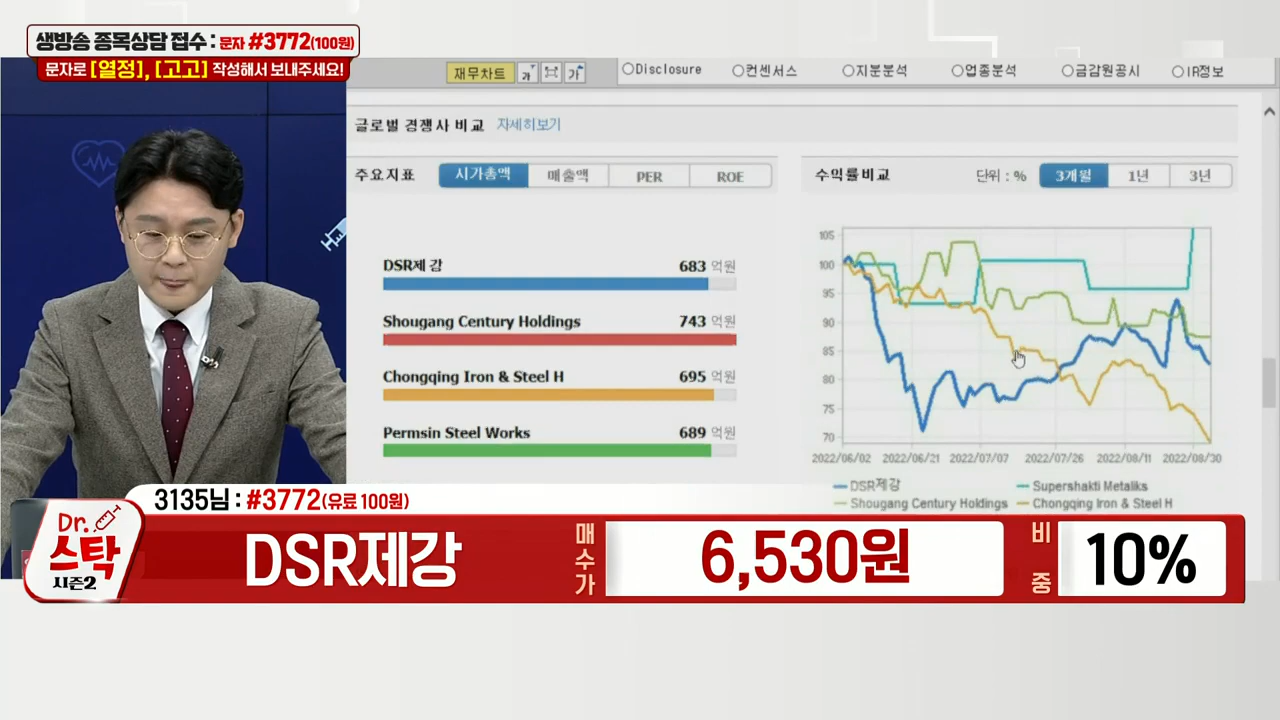 생방송 종목상담 접수 : 문자 #3772(100원)
문자로 [열정], [고고] 작성해서 보내주세요!
재무차트 가 가 Disclosure 컨센서스 지분분석 업종분석 금감원공시 IR정보
글로벌 경쟁사 비교 자세히보기
주요지표 시가총액 매출액 PER ROE
수익률비교 단위 : % 3개월 1년 3년
DSR제강 683 억원
Shougang Century Holdings 743 억원
Chongqing Iron & Steel H 695 억원
Permsin Steel Works 689 억원
105
100
95
90
85
80
75
70
2022/06/02 2022/06/21 2022/07/07 2022/07/26 2022/08/11 2022/08/30
DSR제강 Supershakti Metaliks
Shougang Century Holdings Chongqing Iron & Steel H
3135님 : #3772(유료 100원)
Dr.
스탁
시즌2
DSR제강 매수가 6,530원 비중 10%